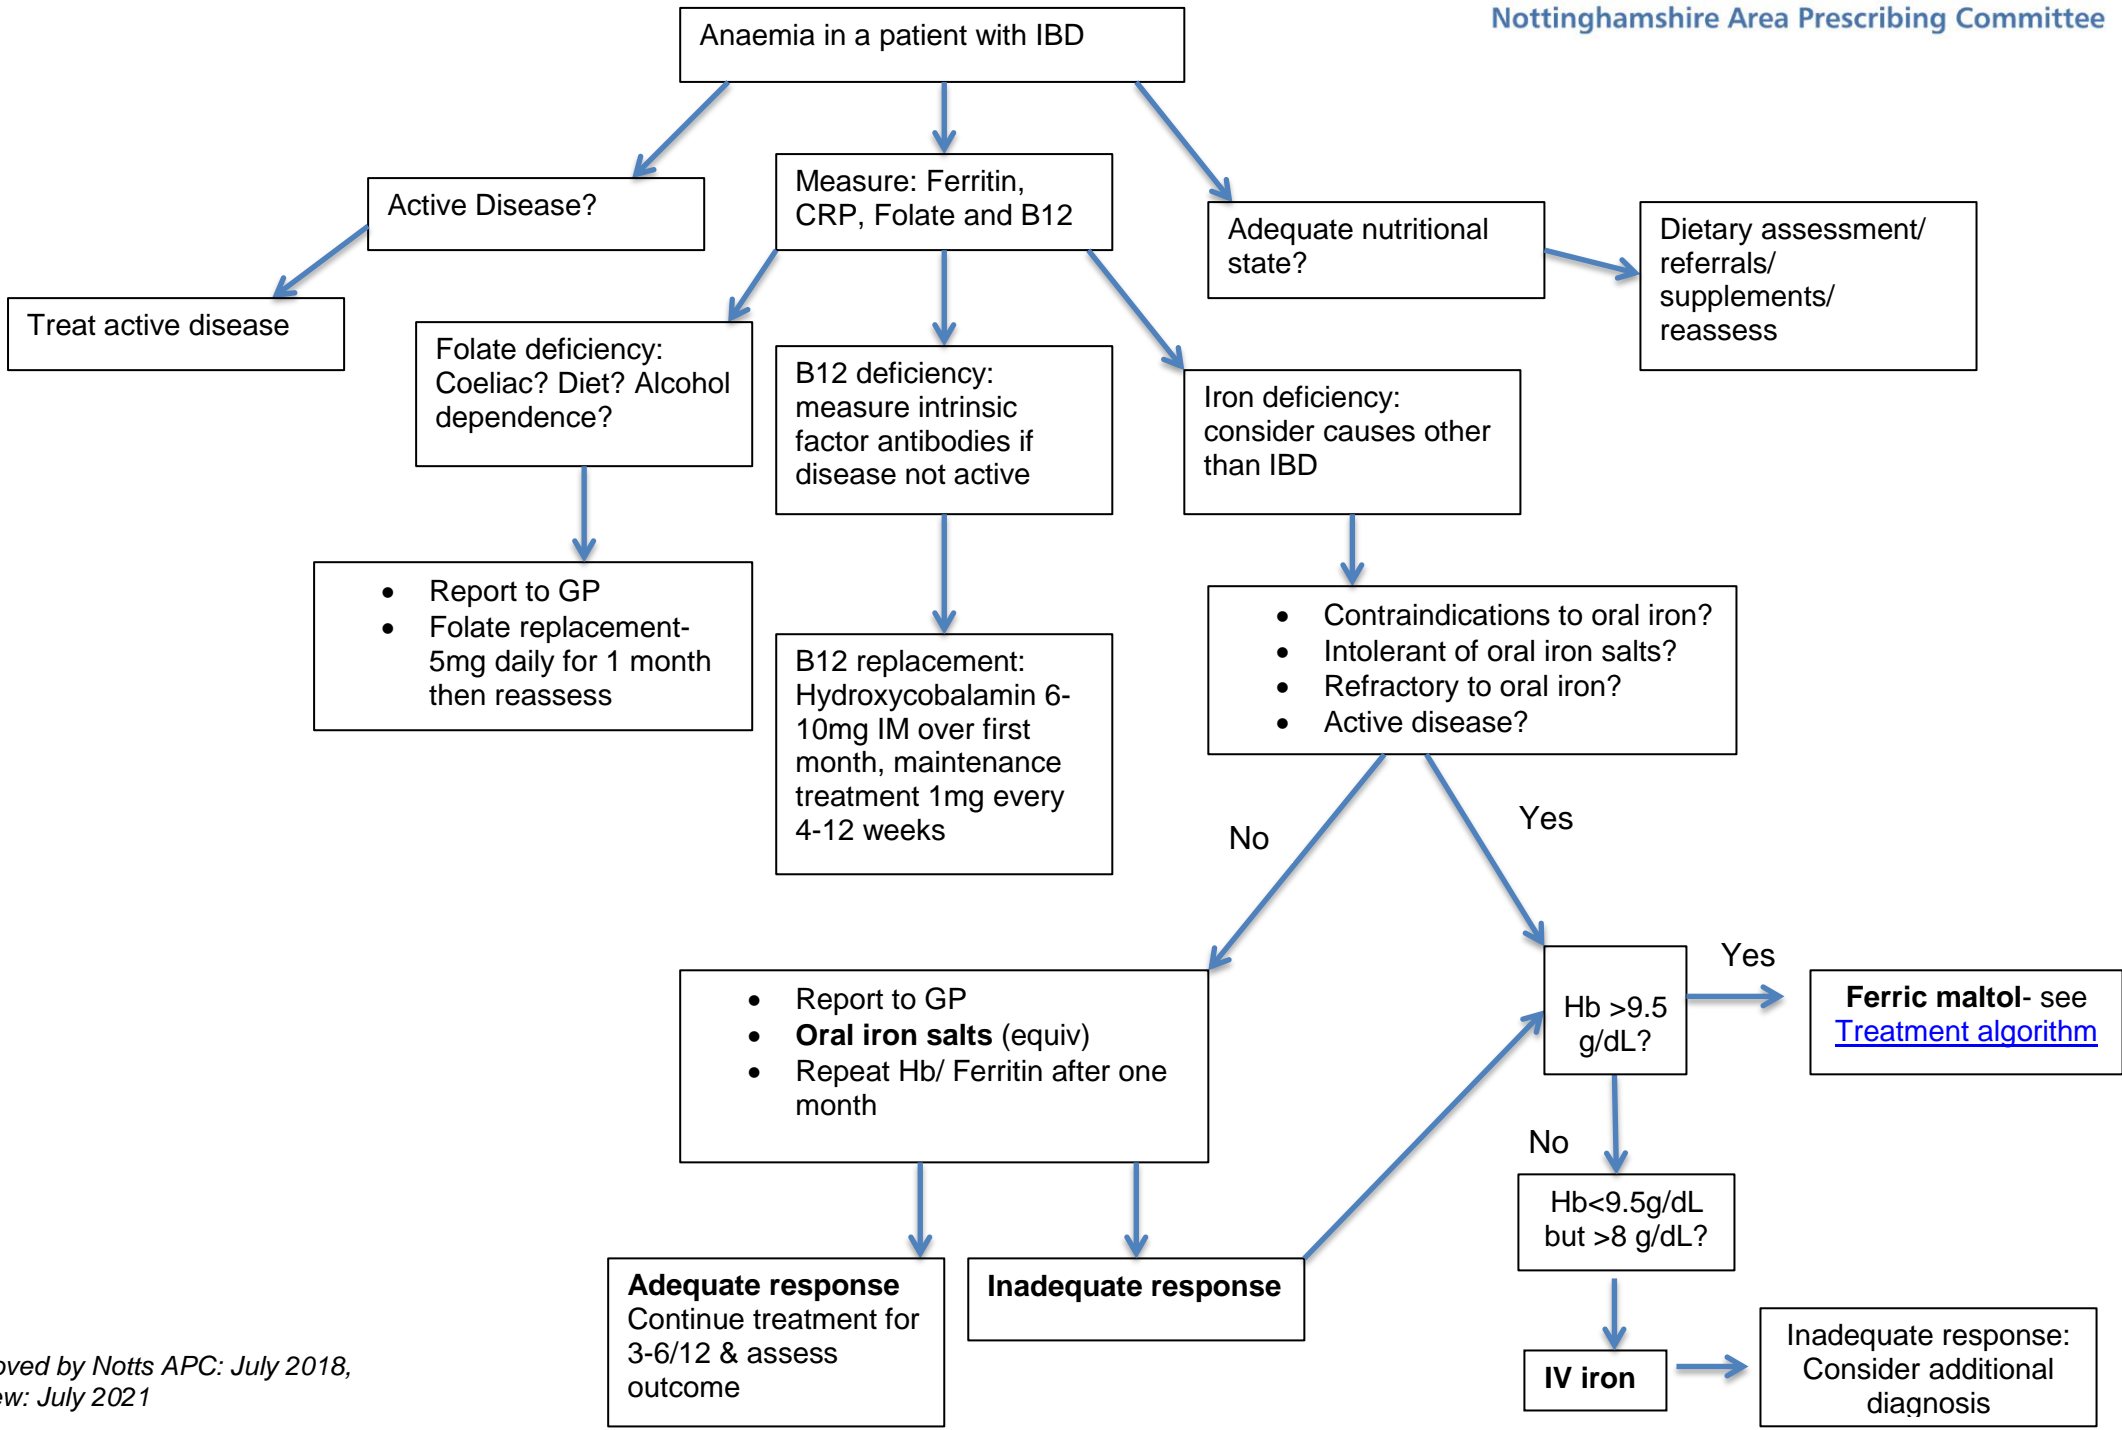 Nottinghamshire Area Prescribing Committee
Anaemia in a patient with IBD
Active Disease?
Measure: Ferritin,
CRP, Folate and B12
Adequate nutritional
state?
Dietary assessment/
referrals/
supplements/
reassess
Treat active disease
Folate deficiency:
Coeliac? Diet? Alcohol
dependence?
B12 deficiency:
measure intrinsic
factor antibodies if
disease not active
Iron deficiency:
consider causes other
than IBD
• Report to GP
• Folate replacement-
5mg daily for 1 month
then reassess
B12 replacement:
Hydroxycobalamin 6-
10mg IM over first
month, maintenance
treatment 1mg every
4-12 weeks
• Contraindications to oral iron?
• Intolerant of oral iron salts?
• Refractory to oral iron?
• Active disease?
No
Yes
• Report to GP
• Oral iron salts (equiv)
• Repeat Hb/ Ferritin after one
month
Hb >9.5
g/dL?
Yes
Ferric maltol- see
Treatment algorithm
No
Hb<9.5g/dL
but >8 g/dL?
Adequate response
Continue treatment for
3-6/12 & assess
outcome
Inadequate response
IV iron
Inadequate response:
Consider additional
diagnosis
oved by Notts APC: July 2018,
ew: July 2021